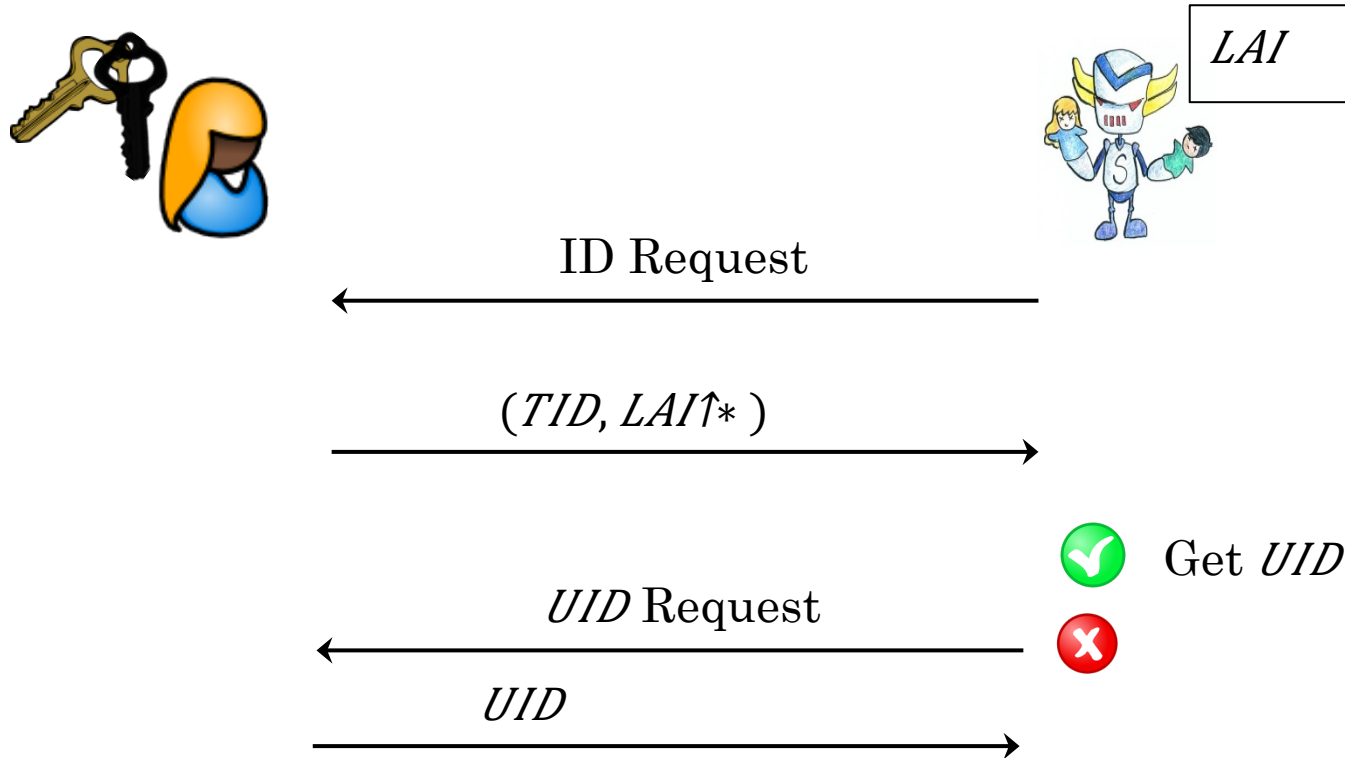 LAI
S
ID Request
(TID, LAI↑* )
Get UID
UID Request
UID